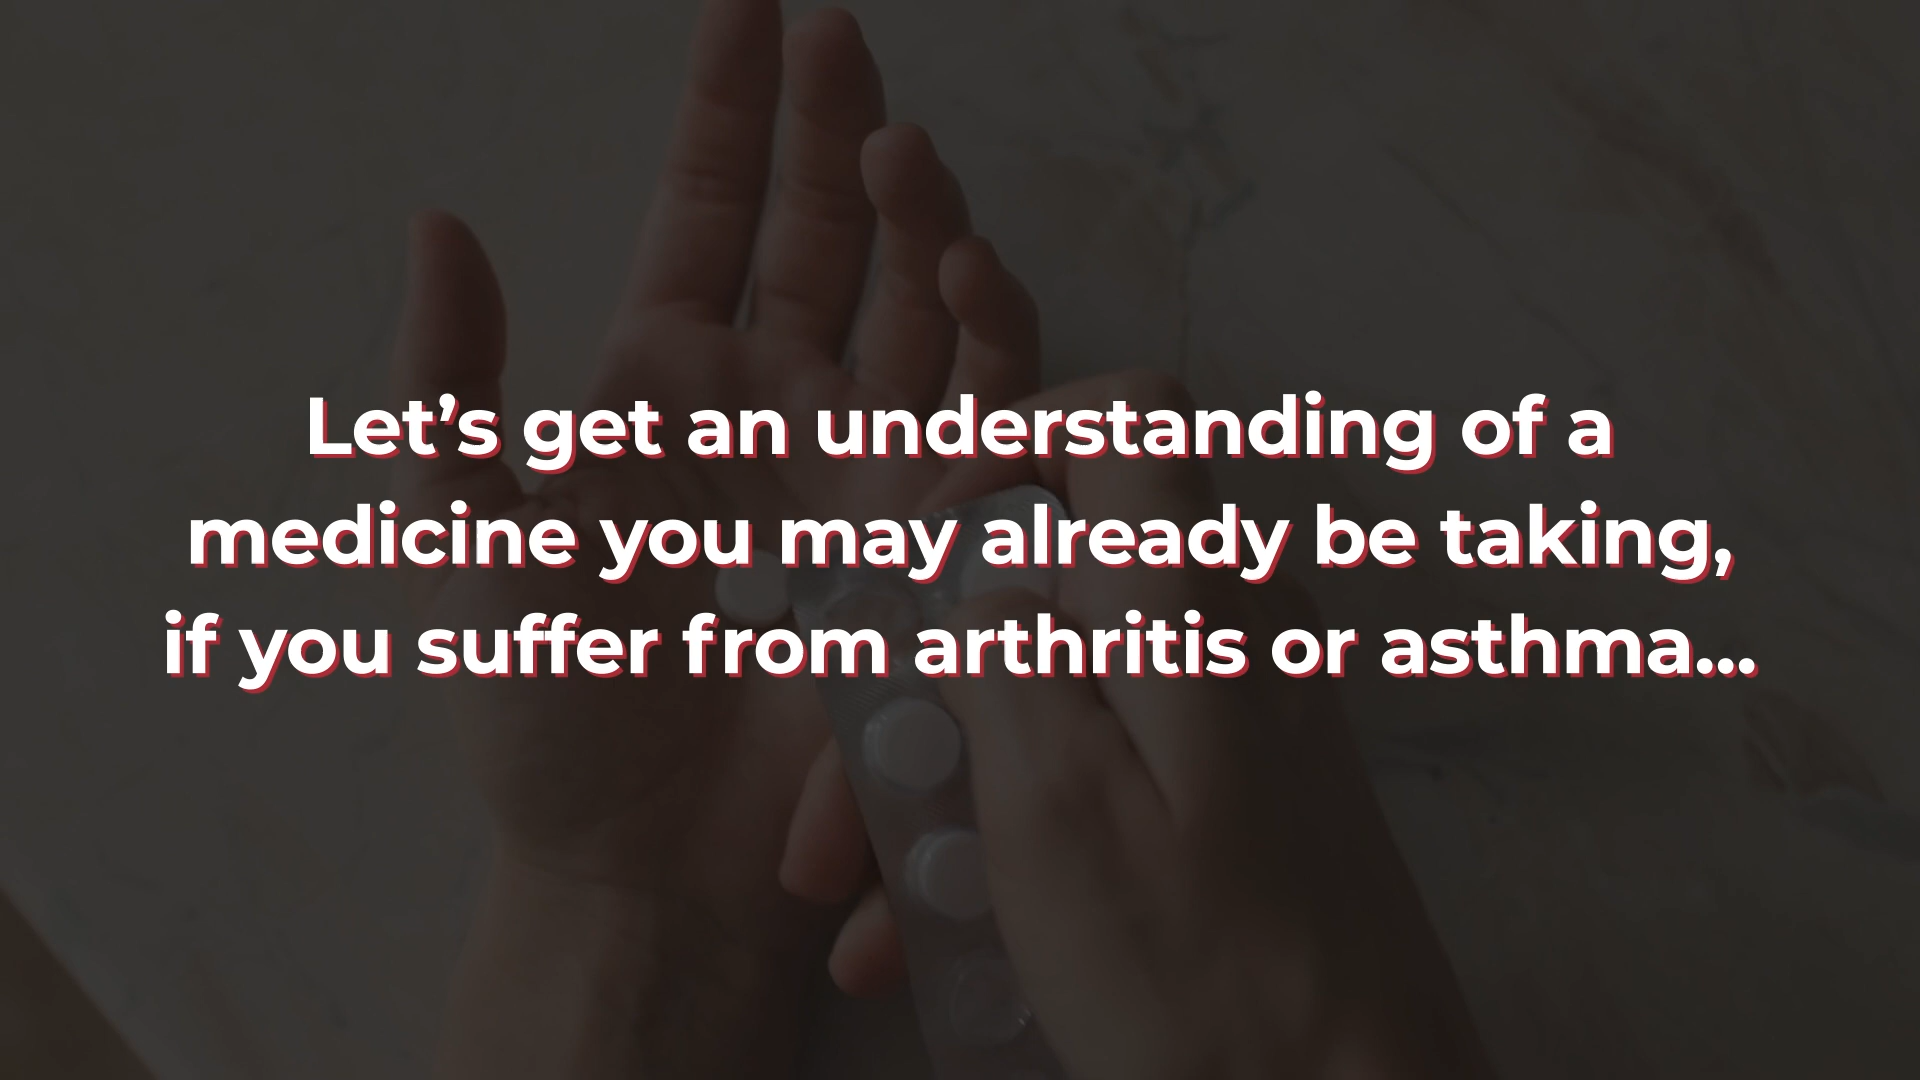 Let’s get an understanding of a
medicine you may already be taking,
if you suffer from arthritis or asthma...